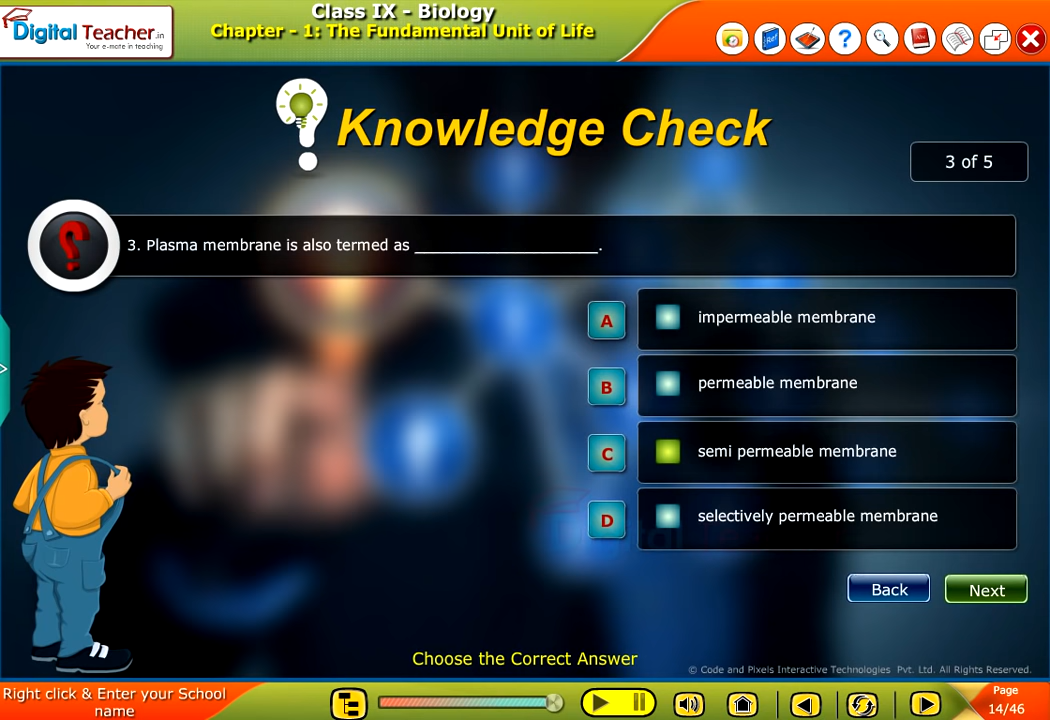 Digital Teacher.in
Your e-mate in teaching
Class IX - Biology
Chapter - 1: The Fundamental Unit of Life
Ref
?
Knowledge Check
3 of 5
?
3. Plasma membrane is also termed as ____________________.
A
impermeable membrane
B
permeable membrane
C
semi permeable membrane
D
selectively permeable membrane
Back
Next
Choose the Correct Answer
© Code and Pixels Interactive Technologies Pvt. Ltd. All Rights Reserved.
Right click & Enter your School
name
Page
14/46